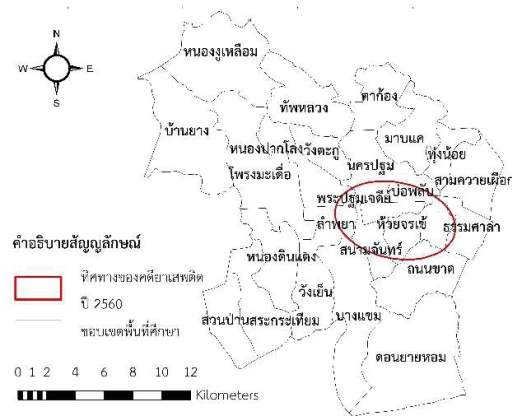 N
W E
S
หนองงูเหลือม
ตาก้อง
ทัพหลวง
บ้านยาง
มาบแค
หนองปากโลง
วังตะกู
ทุ่งน้อย
นครปฐม
โพรงมะเดื่อ
สามควายเผือก
บ่อพลับ
พระปฐมเจดีย์
ลำพยา
ห้วยจรเข้
ธรรมศาลา
สนามจันทร์
หนองดินแดง
ถนนขาด
วังเย็น
บางแขม
สวนป่าน
สระกระเทียม
ดอนยายหอม
คำอธิบายสัญญลักษณ์
ทิศทางของคดียาเสพติด
ปี 2560
ขอบเขตพื้นที่ศึกษา
0 1 2 4 6 8 10 12
Kilometers